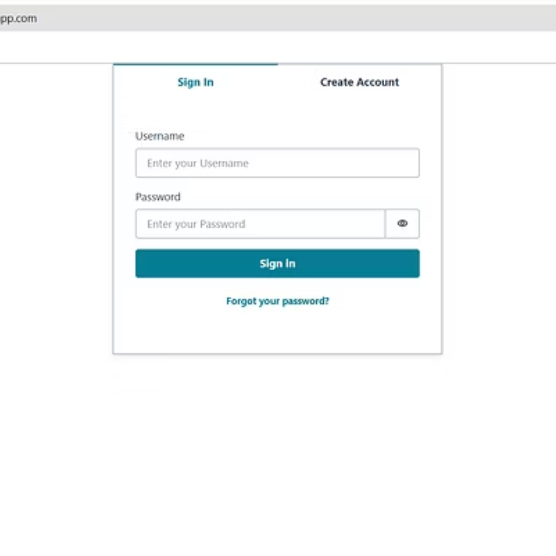 pp.com
Sign In Create Account
Username
Enter your Username
Password
Enter your Password
Sign In
Forgot your password?